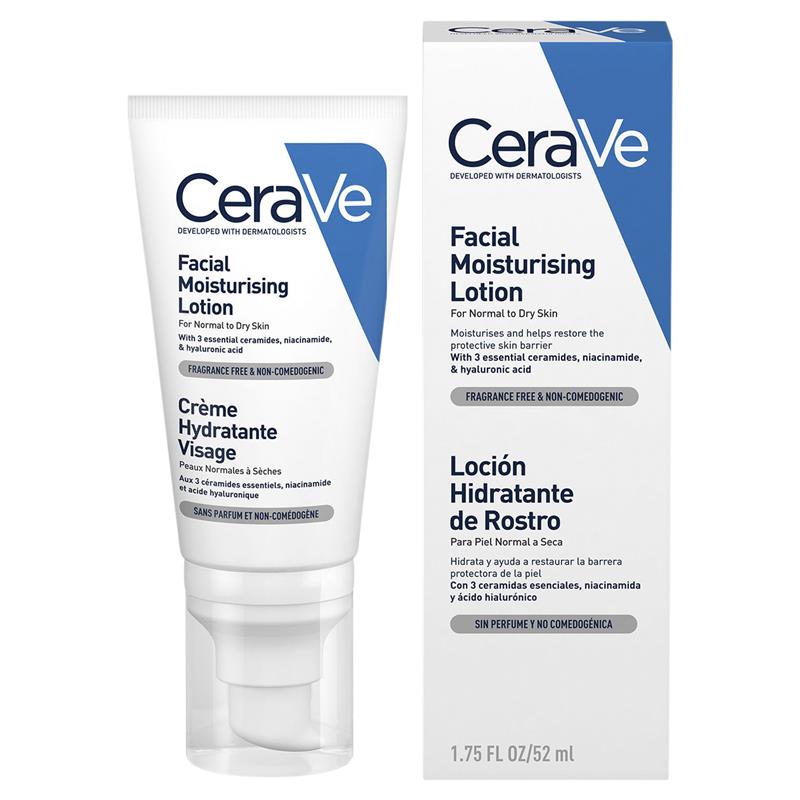 CeraVe
DEVELOPED WITH DERMATOLOGISTS
Facial
Moisturising
Lotion
For Normal to Dry Skin
With 3 essential ceramides, niacinamide,
& hyaluronic acid
FRAGRANCE FREE & NON-COMEDOGENIC
Crème
Hydratante
Visage
Peaux Normales à Sèches
Aux 3 céramides essentiels, niacinamide
et acide hyaluronique
SANS PARFUM ET NON-COMÉDOGÈNE
CeraVe
CeraVe
DEVELOPED WITH DERMATOLOGISTS
Facial
Moisturising
Lotion
For Normal to Dry Skin
Moisturises and helps restore the
protective skin barrier
With 3 essential ceramides, niacinamide,
& hyaluronic acid
FRAGRANCE FREE & NON-COMEDOGENIC
Loción
Hidratante
de Rostro
Para Piel Normal a Seca
Hidrata y ayuda a restaurar la barrera
protectora de la piel
Con 3 ceramidas esenciales, niacinamida
y ácido hialurónico
SIN PERFUME Y NO COMEDOGÉNICA
1.75 FL OZ/52 ml